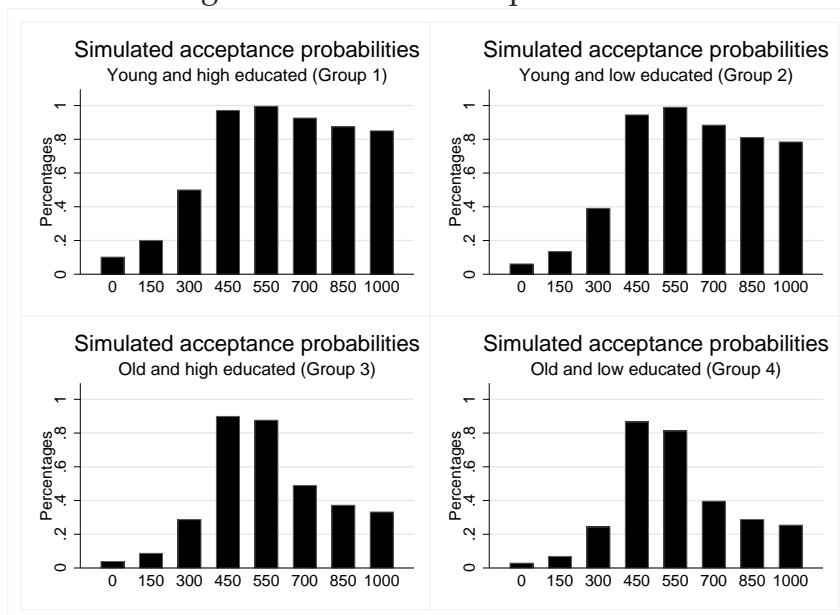 Simulated acceptance probabilities
Young and high educated (Group 1)
Percentages
0 .2 .4 .6 .8 1
0 150 300 450 550 700 850 1000
Simulated acceptance probabilities
Young and low educated (Group 2)
Percentages
0 .2 .4 .6 .8 1
0 150 300 450 550 700 850 1000
Simulated acceptance probabilities
Old and high educated (Group 3)
Percentages
0 .2 .4 .6 .8 1
0 150 300 450 550 700 850 1000
Simulated acceptance probabilities
Old and low educated (Group 4)
Percentages
0 .2 .4 .6 .8 1
0 150 300 450 550 700 850 1000